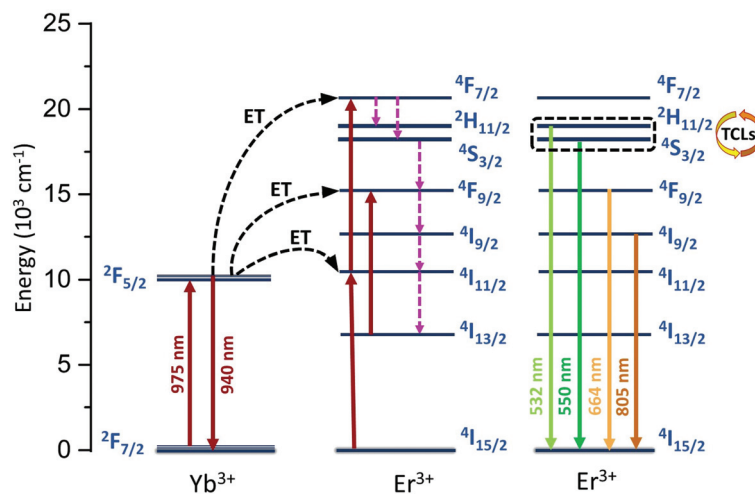 Energy (10³ cm⁻¹)
25
20
15
10
5
0
²F₅/₂
²F₇/₂
975 nm
940 nm
Yb³⁺
ET
ET
ET
⁴F₇/₂
²H₁₁/₂
⁴S₃/₂
⁴F₉/₂
⁴I₉/₂
⁴I₁₁/₂
⁴I₁₃/₂
⁴I₁₅/₂
Er³⁺
⁴F₇/₂
²H₁₁/₂
⁴S₃/₂
TCLs
⁴F₉/₂
⁴I₉/₂
⁴I₁₁/₂
⁴I₁₃/₂
⁴I₁₅/₂
532 nm
550 nm
664 nm
805 nm
Er³⁺